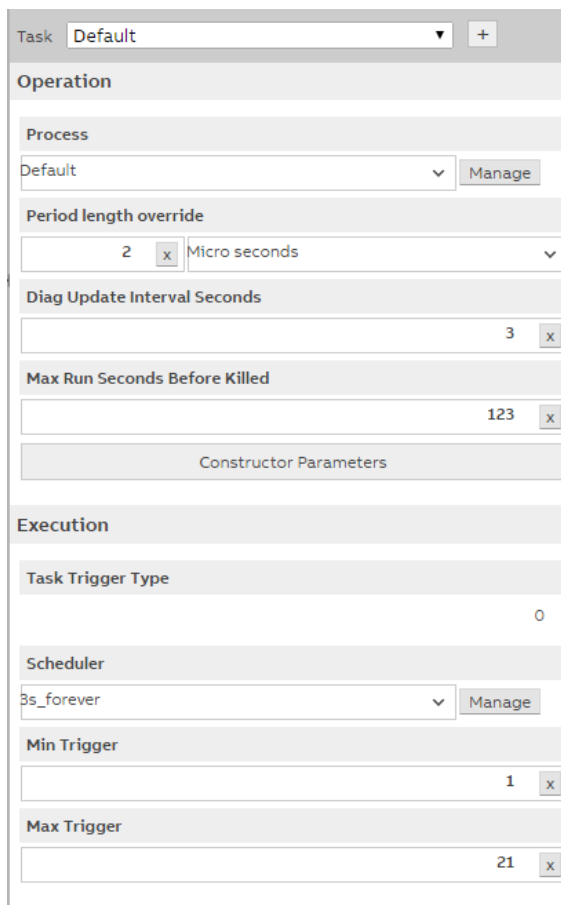 Task Default +
Operation
Process
Default Manage
Period length override
2 x Micro seconds
Diag Update Interval Seconds
3 x
Max Run Seconds Before Killed
123 x
Constructor Parameters
Execution
Task Trigger Type
0
Scheduler
3s_forever Manage
Min Trigger
1 x
Max Trigger
21 x